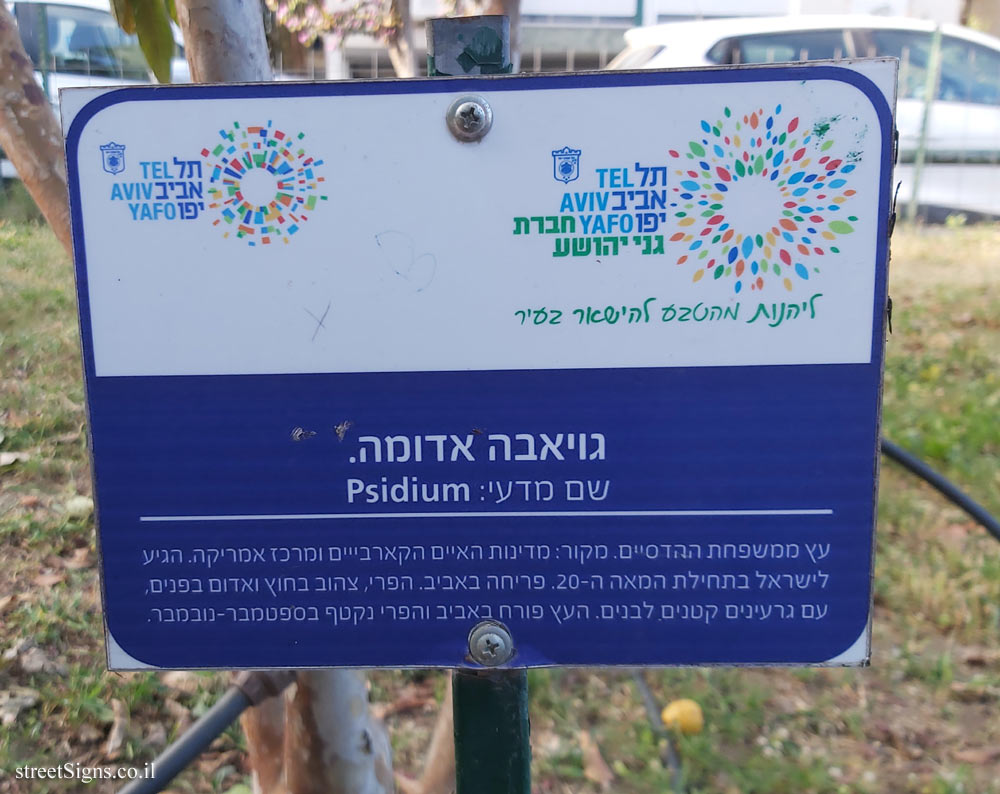 TEL תל
AVIV אביב
YAFO יפו
TEL תל
AVIV אביב
YAFO יפו חברת
גני יהושע
ליהנות מהטבע להישאר בעיר
גויאבה אדומה.
שם מדעי: Psidium
עץ ממשפחת ההדסיים. מקור: מדינות האיים הקארבייים ומרכז אמריקה. הגיע
לישראל בתחילת המאה ה-20. פריחה באביב. הפרי, צהוב בחוץ ואדום בפנים,
עם גרעינים קטנים לבנים. העץ פורח באביב והפרי נקטף בספטמבר-נובמבר.
streetSigns.co.il